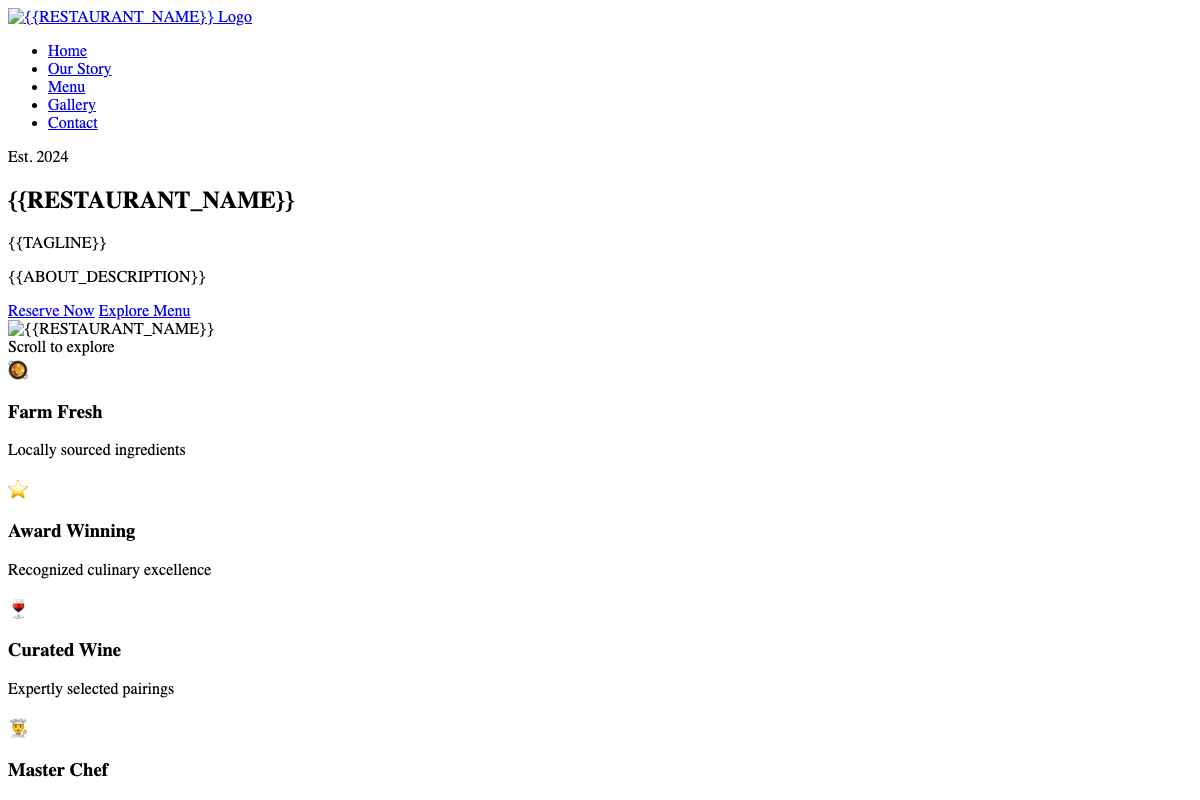 {{RESTAURANT_NAME}} Logo
Home
Our Story
Menu
Gallery
Contact
Est. 2024
{{RESTAURANT_NAME}}
{{TAGLINE}}
{{ABOUT_DESCRIPTION}}
Reserve Now Explore Menu
{{RESTAURANT_NAME}}
Scroll to explore
Farm Fresh
Locally sourced ingredients
Award Winning
Recognized culinary excellence
Curated Wine
Expertly selected pairings
Master Chef